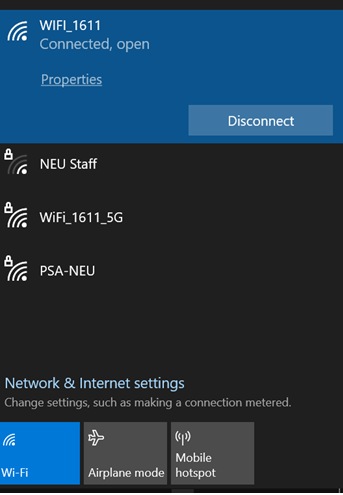 WIFI_1611
Connected, open
Properties
Disconnect
NEU Staff
WiFi_1611_5G
PSA-NEU
Network & Internet settings
Change settings, such as making a connection metered.
Wi-Fi
Airplane mode
Mobile
hotspot